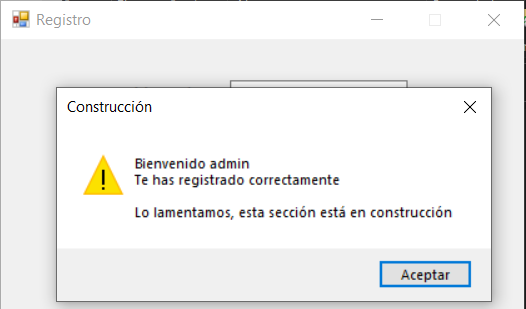 Registro
Construcción
Bienvenido admin
Te has registrado correctamente
Lo lamentamos, esta sección está en construcción
Aceptar